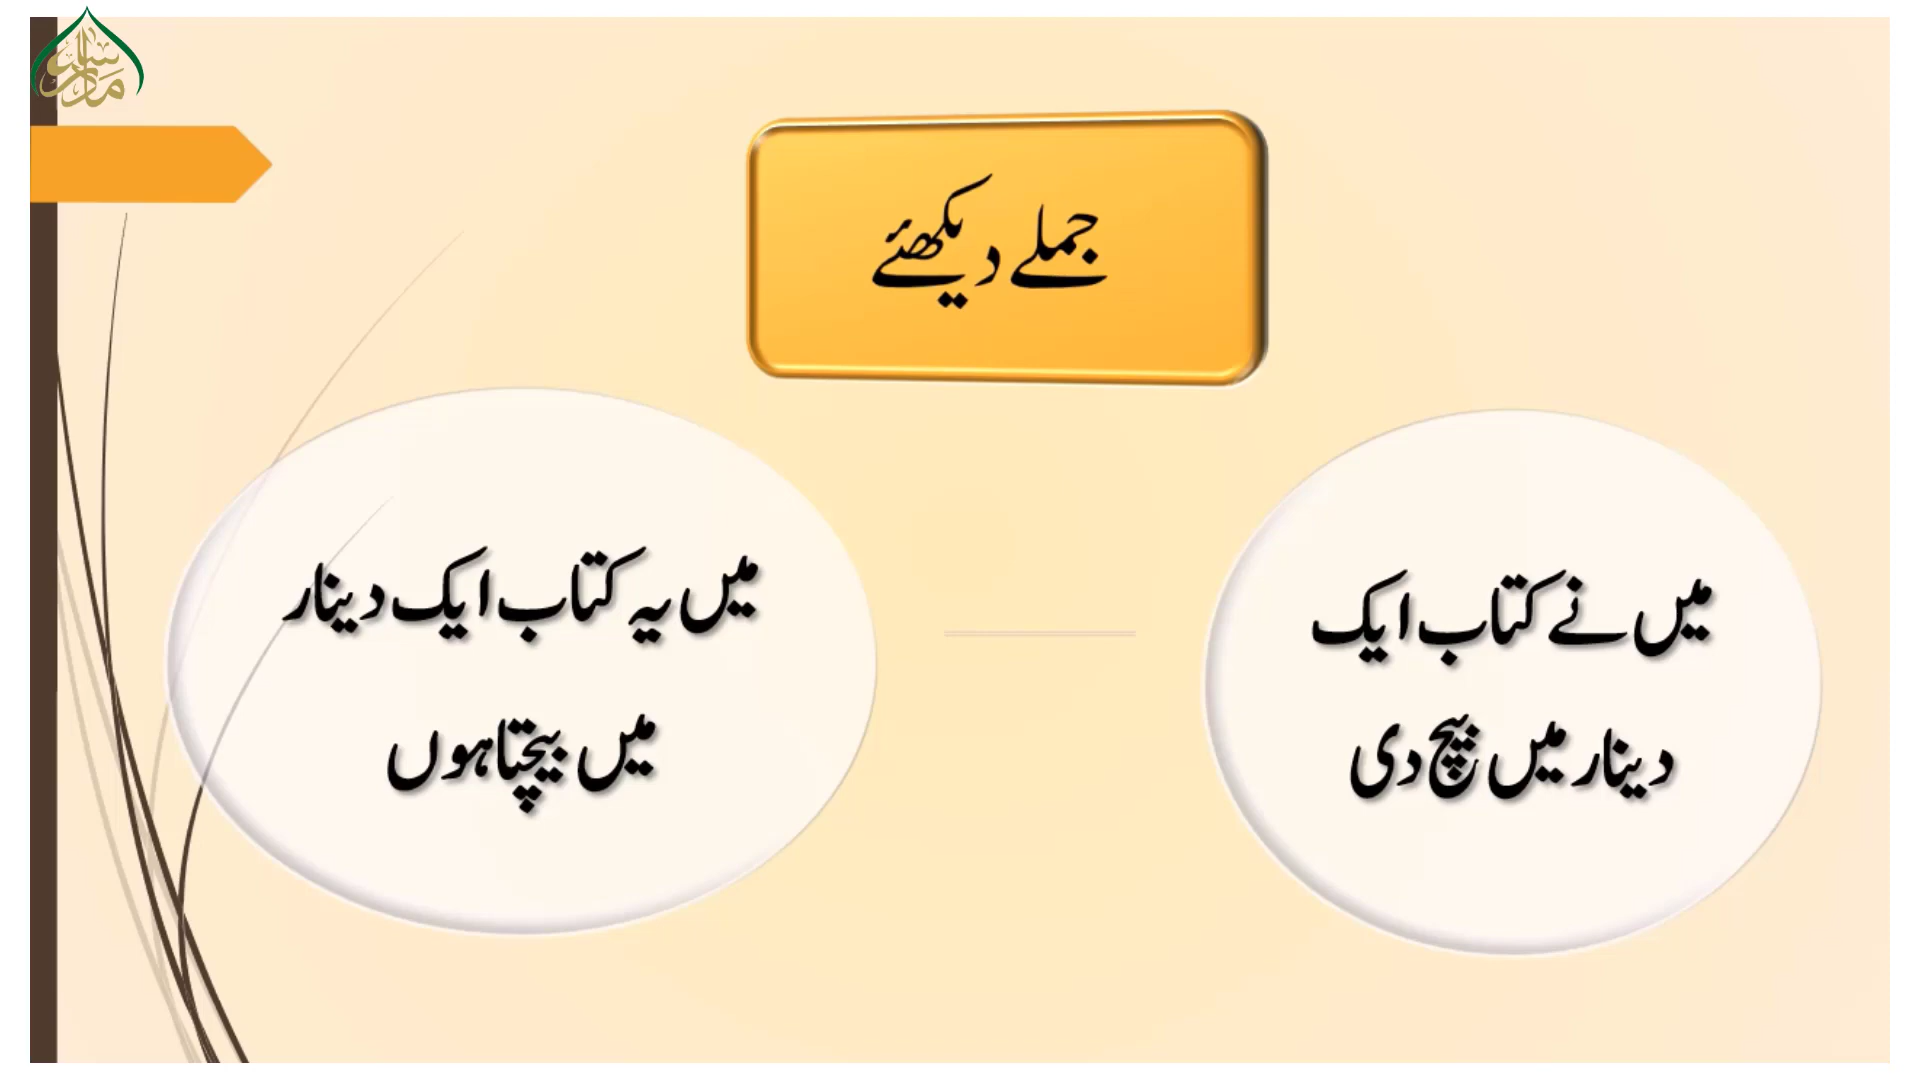 جملے دیکھئے
میں نے کتاب ایک
دینار میں بیچ دی
میں یہ کتاب ایک دینار
میں بیچتا ہوں